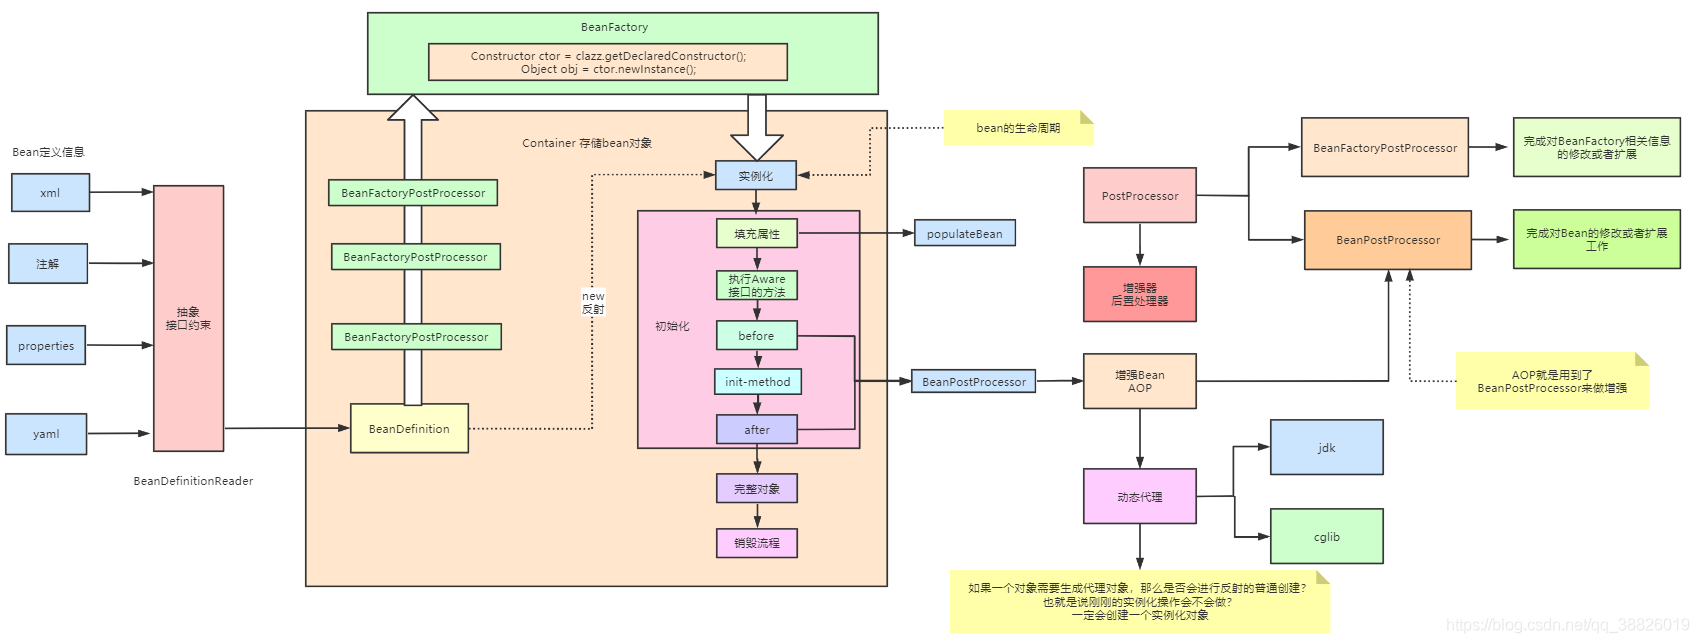 BeanFactory
Constructor ctor = clazz.getDeclaredConstructor();
Object obj = ctor.newInstance();
Bean定义信息
xml
注解
properties
yaml
抽象
接口约束
BeanDefinitionReader
Container 存储bean对象
BeanFactoryPostProcessor
BeanFactoryPostProcessor
BeanFactoryPostProcessor
BeanDefinition
new
反射
实例化
初始化
填充属性
执行Aware
接口的方法
before
init-method
after
完整对象
销毁流程
bean的生命周期
populateBean
BeanPostProcessor
PostProcessor
增强器
后置处理器
BeanFactoryPostProcessor
完成对BeanFactory相关信息
的修改或者扩展
BeanPostProcessor
完成对Bean的修改或者扩展
工作
增强Bean
AOP
AOP就是用到了
BeanPostProcessor来做增强
动态代理
jdk
cglib
如果一个对象需要生成代理对象，那么是否会进行反射的普通创建?
也就是说刚刚的实例化操作会不会做?
一定会创建一个实例化对象
https://blog.csdn.net/qq_38826019